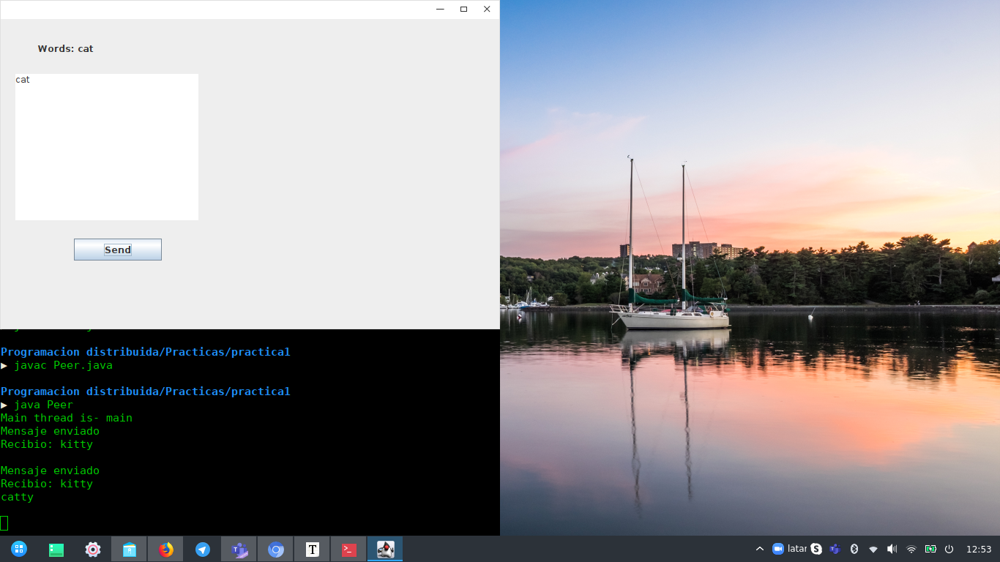 Words: cat
cat
Send
Programacion distribuida/Practicas/practica1
▶ javac Peer.java
Programacion distribuida/Practicas/practica1
▶ java Peer
Main thread is- main
Mensaje enviado
Recibio: kitty
Mensaje enviado
Recibio: kitty
catty
latar
12:53